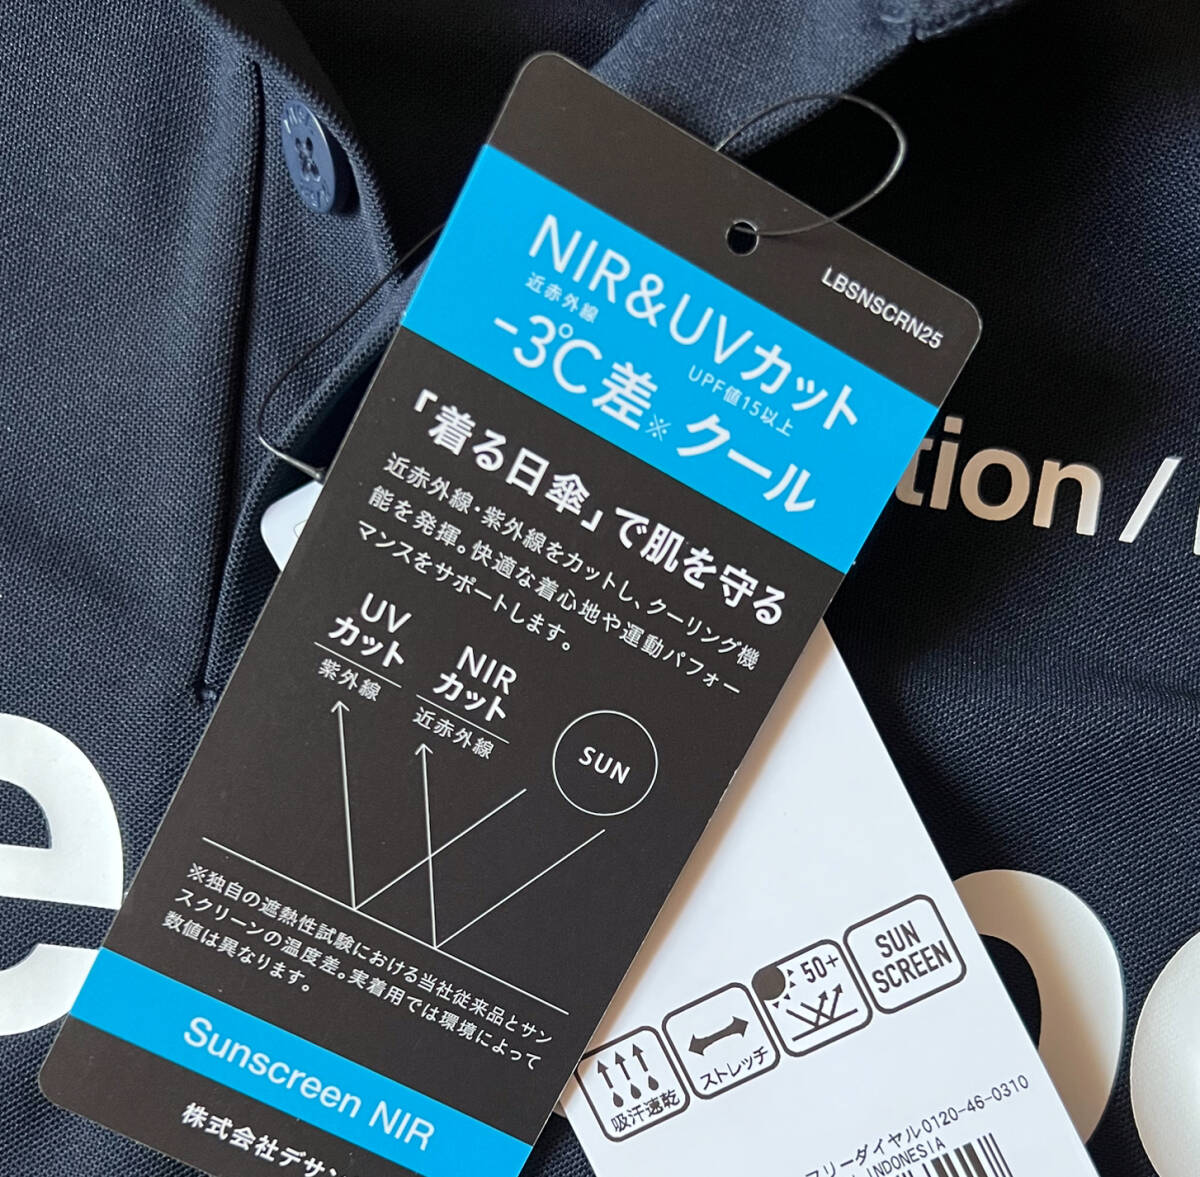 LBSNSCRN25
NIR&UVカット
近赤外線
UPF値15以上
-3℃差※クール
「着る日傘」で肌を守る
近赤外線・紫外線をカットし、クーリング機
能を発揮。快適な着心地や運動パフォー
マンスをサポートします。
UV
カット
紫外線
NIR
カット
近赤外線
SUN
※独自の遮熱性試験における当社従来品とサン
スクリーンの温度差。実着用では環境によって
数値は異なります。
Sunscreen NIR
株式会社デサン
tion/
e
吸汗速乾
ストレッチ
50+
SUN
SCREEN
フリーダイヤル0120-46-0310
INDONESIA